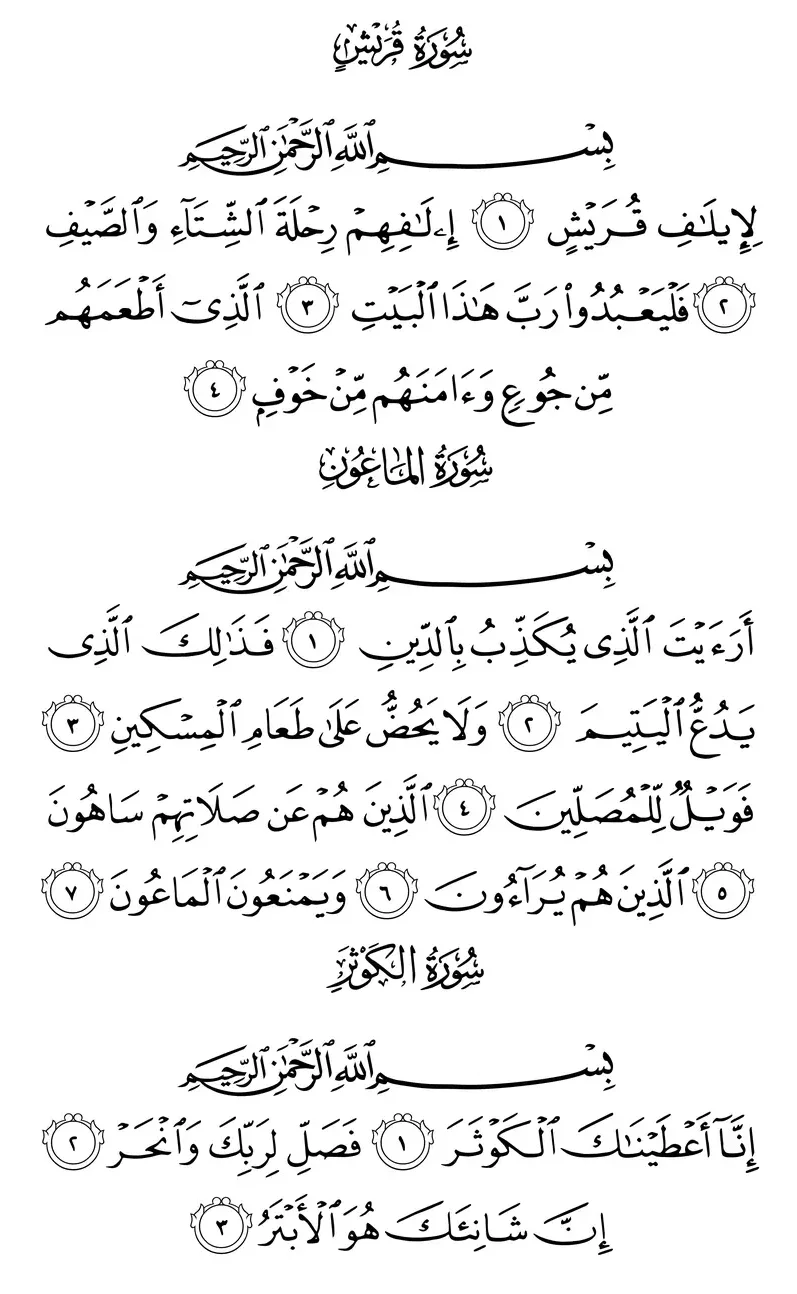 سُورَةُ قُرَيْشٍ
بِسْمِ ٱللَّهِ ٱلرَّحْمَٰنِ ٱلرَّحِيمِ
لِإِيلَٰفِ قُرَيْشٍ ١ إِۦلَٰفِهِمْ رِحْلَةَ ٱلشِّتَآءِ وَٱلصَّيْفِ
٢ فَلْيَعْبُدُوا۟ رَبَّ هَٰذَا ٱلْبَيْتِ ٣ ٱلَّذِىٓ أَطْعَمَهُم
مِّن جُوعٍ وَءَامَنَهُم مِّنْ خَوْفٍ ٤
سُورَةُ المَاعُونِ
بِسْمِ ٱللَّهِ ٱلرَّحْمَٰنِ ٱلرَّحِيمِ
أَرَءَيْتَ ٱلَّذِى يُكَذِّبُ بِٱلدِّينِ ١ فَذَٰلِكَ ٱلَّذِى
يَدُعُّ ٱلْيَتِيمَ ٢ وَلَا يَحُضُّ عَلَىٰ طَعَامِ ٱلْمِسْكِينِ ٣
فَوَيْلٌ لِّلْمُصَلِّينَ ٤ ٱلَّذِينَ هُمْ عَن صَلَاتِهِمْ سَاهُونَ
٥ ٱلَّذِينَ هُمْ يُرَآءُونَ ٦ وَيَمْنَعُونَ ٱلْمَاعُونَ ٧
سُورَةُ الكَوْثَرِ
بِسْمِ ٱللَّهِ ٱلرَّحْمَٰنِ ٱلرَّحِيمِ
إِنَّآ أَعْطَيْنَٰكَ ٱلْكَوْثَرَ ١ فَصَلِّ لِرَبِّكَ وَٱنْحَرْ ٢
إِنَّ شَانِئَكَ هُوَ ٱلْأَبْتَرُ ٣